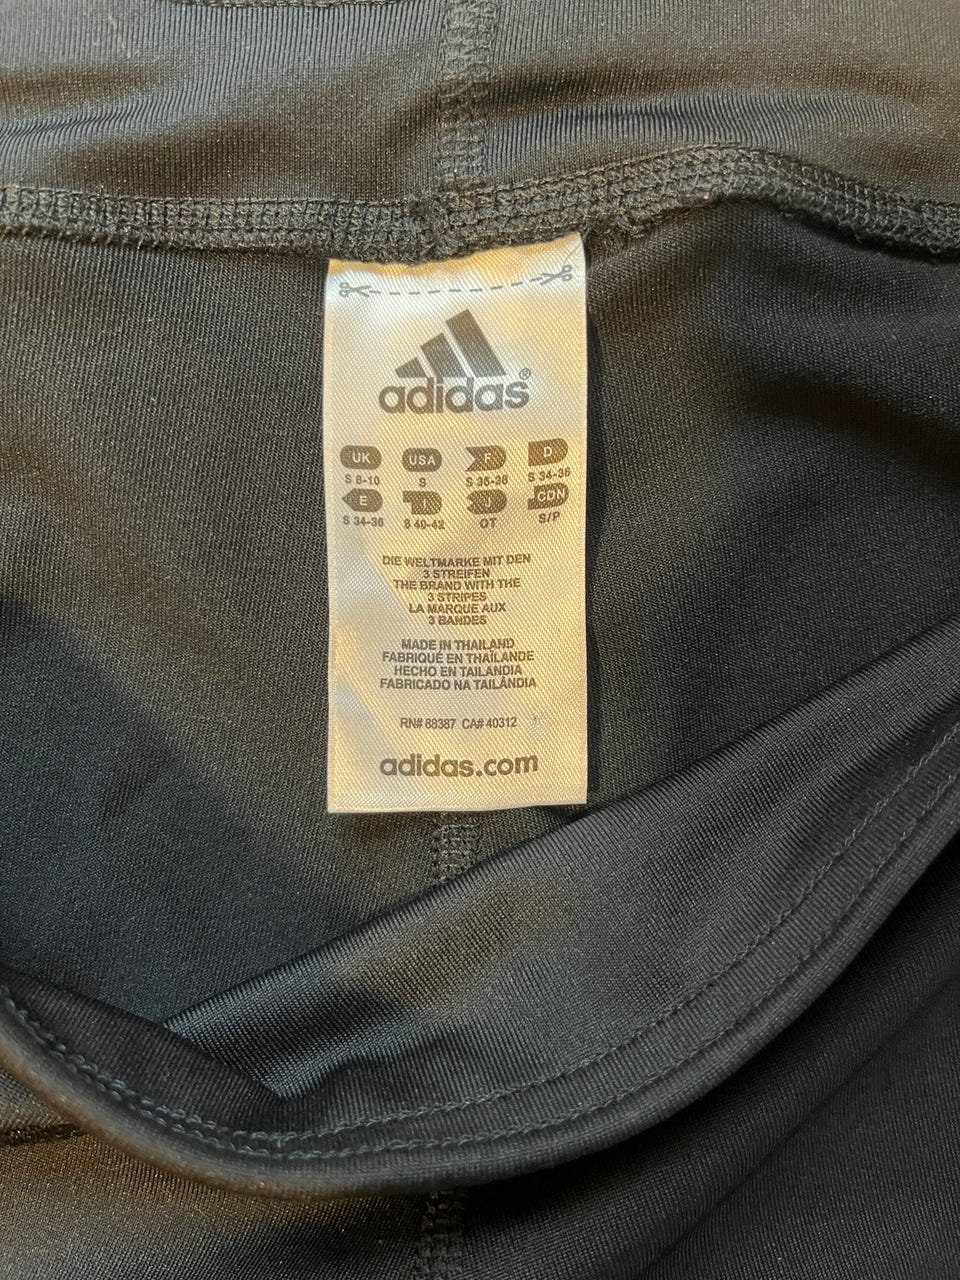 adidas®
UK USA F D
S 8-10 S S 36-38 S 34-36
E I J CDN
S 34-36 S 40-42 OT S/P
DIE WELTMARKE MIT DEN
3 STREIFEN
THE BRAND WITH THE
3 STRIPES
LA MARQUE AUX
3 BANDES
MADE IN THAILAND
FABRIQUÉ EN THAÏLANDE
HECHO EN TAILANDIA
FABRICADO NA TAILÂNDIA
RN# 88387 CA# 40312
adidas.com